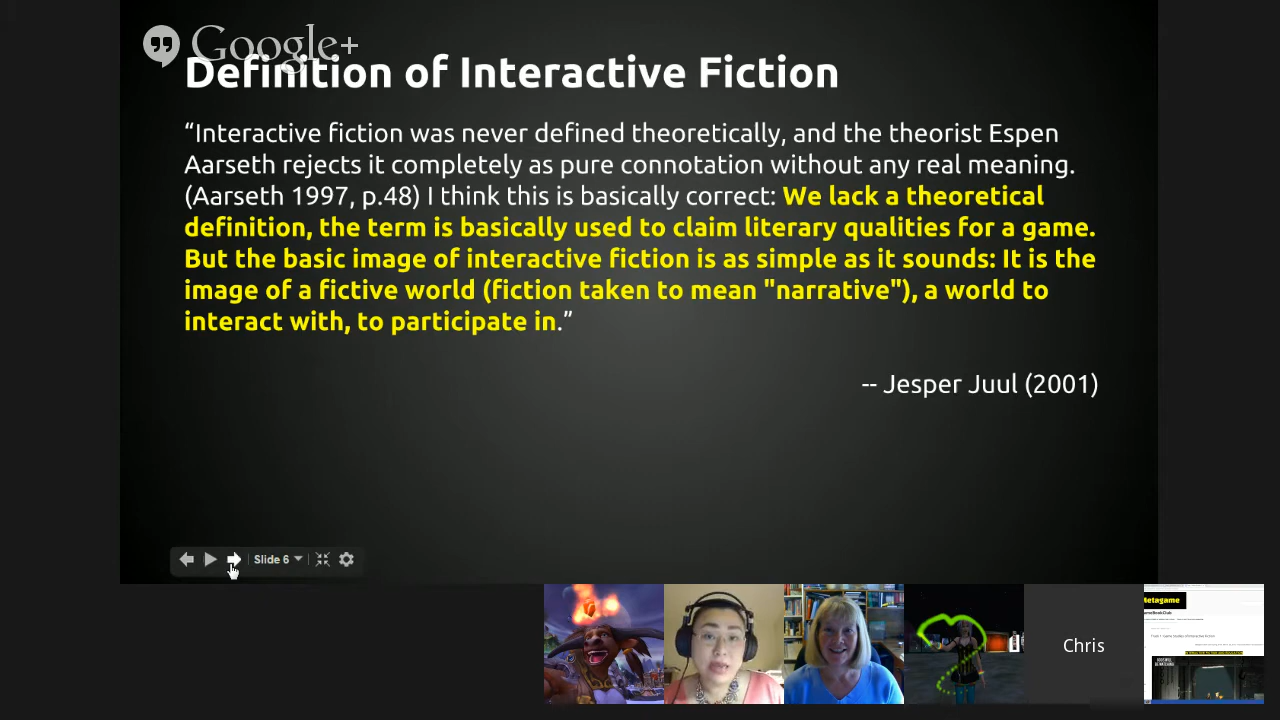 Google+
Definition of Interactive Fiction
“Interactive fiction was never defined theoretically, and the theorist Espen
Aarseth rejects it completely as pure connotation without any real meaning.
(Aarseth 1997, p.48) I think this is basically correct: We lack a theoretical
definition, the term is basically used to claim literary qualities for a game.
But the basic image of interactive fiction is as simple as it sounds: It is the
image of a fictive world (fiction taken to mean "narrative"), a world to
interact with, to participate in.”
-- Jesper Juul (2001)
Slide 6
Chris
Metagame